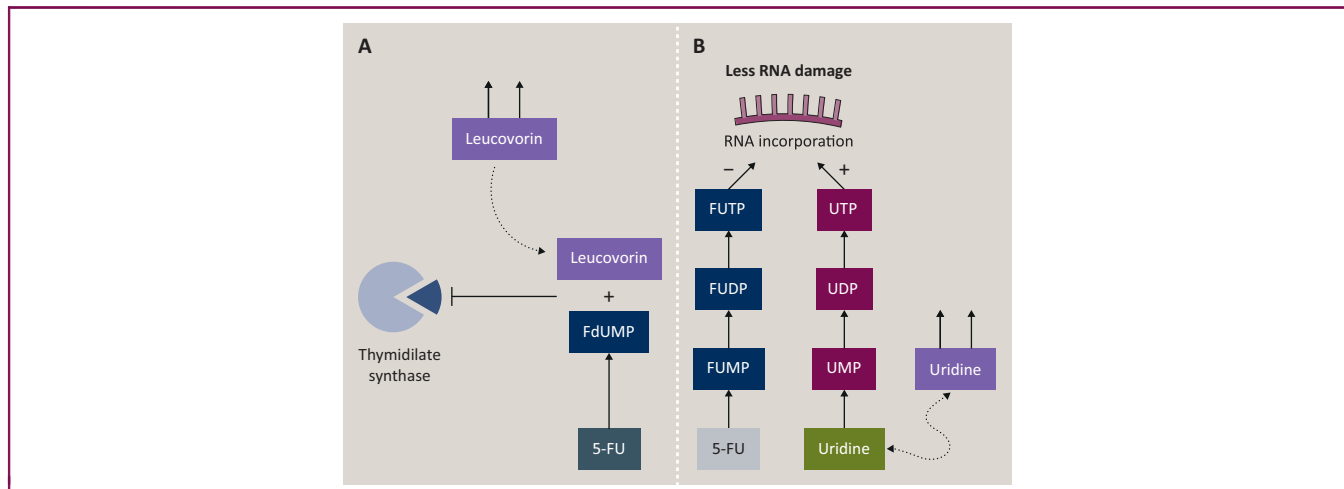 A
Leucovorin
Leucovorin
+
FdUMP
Thymidilate
synthase
5-FU
B
Less RNA damage
RNA incorporation
− +
FUTP UTP
FUDP UDP
FUMP UMP Uridine
5-FU Uridine